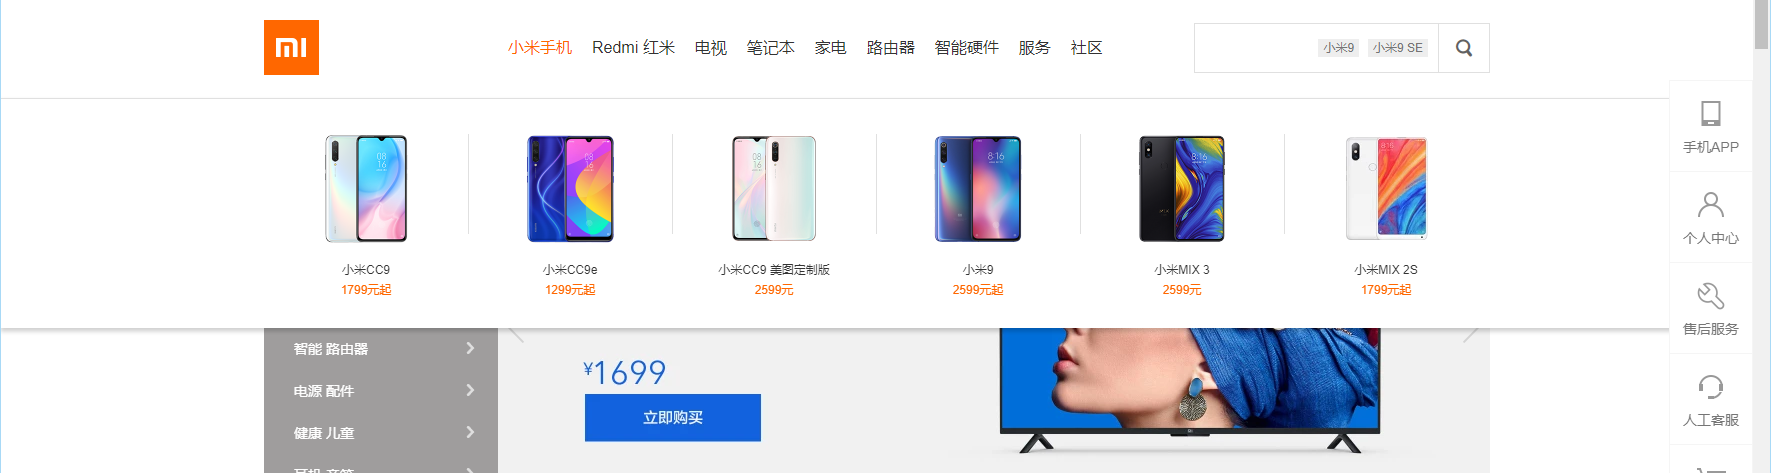 小米手机 Redmi 红米 电视 笔记本 家电 路由器 智能硬件 服务 社区
小米9 小米9 SE
手机APP
个人中心
售后服务
人工客服
小米CC9
1799元起
小米CC9e
1299元起
小米CC9 美图定制版
2599元
小米9
2599元起
小米MIX 3
2599元
小米MIX 2S
1799元起
智能 路由器
电源 配件
健康 儿童
耳机 音箱
¥1699
立即购买